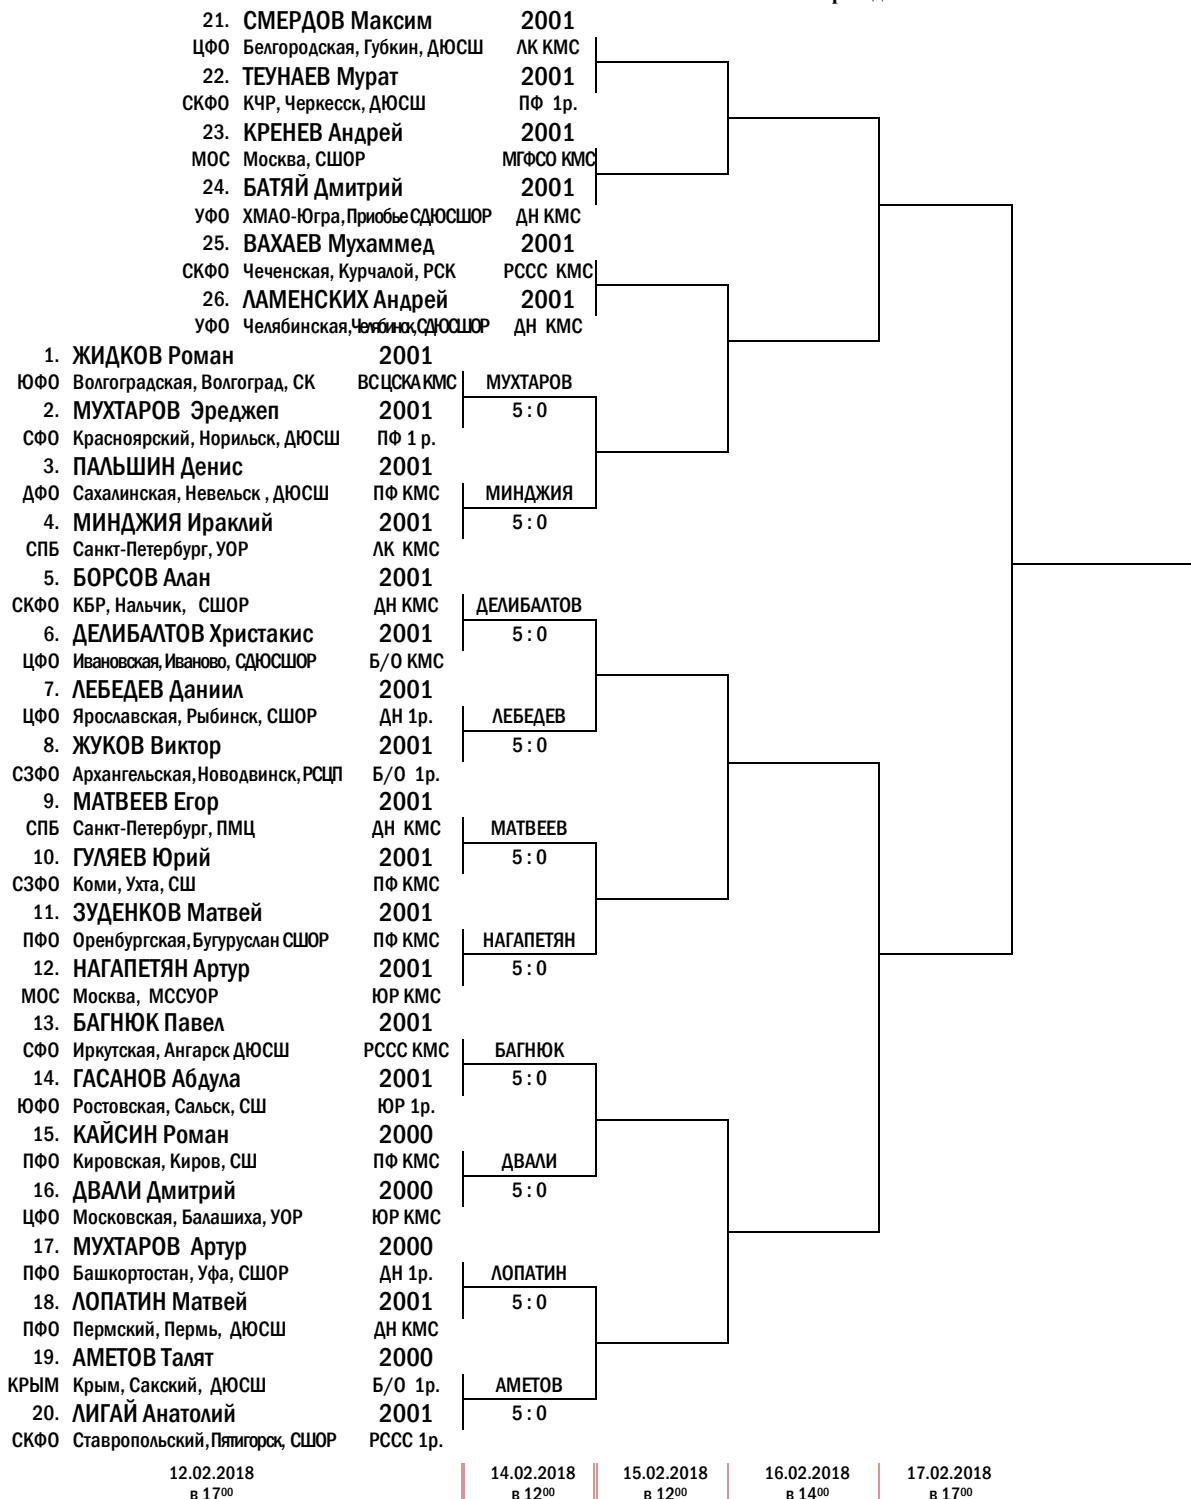 21. СМЕРДОВ Максим 2001
ЦФО Белгородская, Губкин, ДЮСШ ЛК КМС
22. ТЕУНАЕВ Мурат 2001
СКФО КЧР, Черкесск, ДЮСШ ПФ 1р.
23. КРЕНЕВ Андрей 2001
МОС Москва, СШОР МГФСО КМС
24. БАТЯЙ Дмитрий 2001
УФО ХМАО-Югра, Приобье СДЮСШОР ДН КМС
25. ВАХАЕВ Мухаммед 2001
СКФО Чеченская, Курчалой, РСК РССС КМС
26. ЛАМЕНСКИХ Андрей 2001
УФО Челябинская, Челябинск, СДЮСШОР ДН КМС
1. ЖИДКОВ Роман 2001
ЮФО Волгоградская, Волгоград, СК ВС ЦСКА КМС МУХТАРОВ
2. МУХТАРОВ Эреджеп 2001 5 : 0
СФО Красноярский, Норильск, ДЮСШ ПФ 1 р.
3. ПАЛЬШИН Денис 2001
ДФО Сахалинская, Невельск , ДЮСШ ПФ КМС МИНДЖИЯ
4. МИНДЖИЯ Ираклий 2001 5 : 0
СПБ Санкт-Петербург, УОР ЛК КМС
5. БОРСОВ Алан 2001
СКФО КБР, Нальчик, СШОР ДН КМС ДЕЛИБАЛТОВ
6. ДЕЛИБАЛТОВ Христакис 2001 5 : 0
ЦФО Ивановская, Иваново, СДЮСШОР Б/О КМС
7. ЛЕБЕДЕВ Даниил 2001
ЦФО Ярославская, Рыбинск, СШОР ДН 1р. ЛЕБЕДЕВ
8. ЖУКОВ Виктор 2001 5 : 0
СЗФО Архангельская, Новодвинск, РСЦП Б/О 1р.
9. МАТВЕЕВ Егор 2001
СПБ Санкт-Петербург, ПМЦ ДН КМС МАТВЕЕВ
10. ГУЛЯЕВ Юрий 2001 5 : 0
СЗФО Коми, Ухта, СШ ПФ КМС
11. ЗУДЕНКОВ Матвей 2001
ПФО Оренбургская, Бугуруслан СШОР ПФ КМС НАГАПЕТЯН
12. НАГАПЕТЯН Артур 2001 5 : 0
МОС Москва, МССУОР ЮР КМС
13. БАГНЮК Павел 2001
СФО Иркутская, Ангарск ДЮСШ РССС КМС БАГНЮК
14. ГАСАНОВ Абдула 2001 5 : 0
ЮФО Ростовская, Сальск, СШ ЮР 1р.
15. КАЙСИН Роман 2000
ПФО Кировская, Киров, СШ ПФ КМС ДВАЛИ
16. ДВАЛИ Дмитрий 2000 5 : 0
ЦФО Московская, Балашиха, УОР ЮР КМС
17. МУХТАРОВ Артур 2000
ПФО Башкортостан, Уфа, СШОР ДН 1р. ЛОПАТИН
18. ЛОПАТИН Матвей 2001 5 : 0
ПФО Пермский, Пермь, ДЮСШ ДН КМС
19. АМЕТОВ Талят 2000
КРЫМ Крым, Сакский, ДЮСШ Б/О 1р. АМЕТОВ
20. ЛИГАЙ Анатолий 2001 5 : 0
СКФО Ставропольский, Пятигорск, СШОР РССС 1р.
12.02.2018 14.02.2018 15.02.2018 16.02.2018 17.02.2018
в 17⁰⁰ в 12⁰⁰ в 12⁰⁰ в 14⁰⁰ в 17⁰⁰